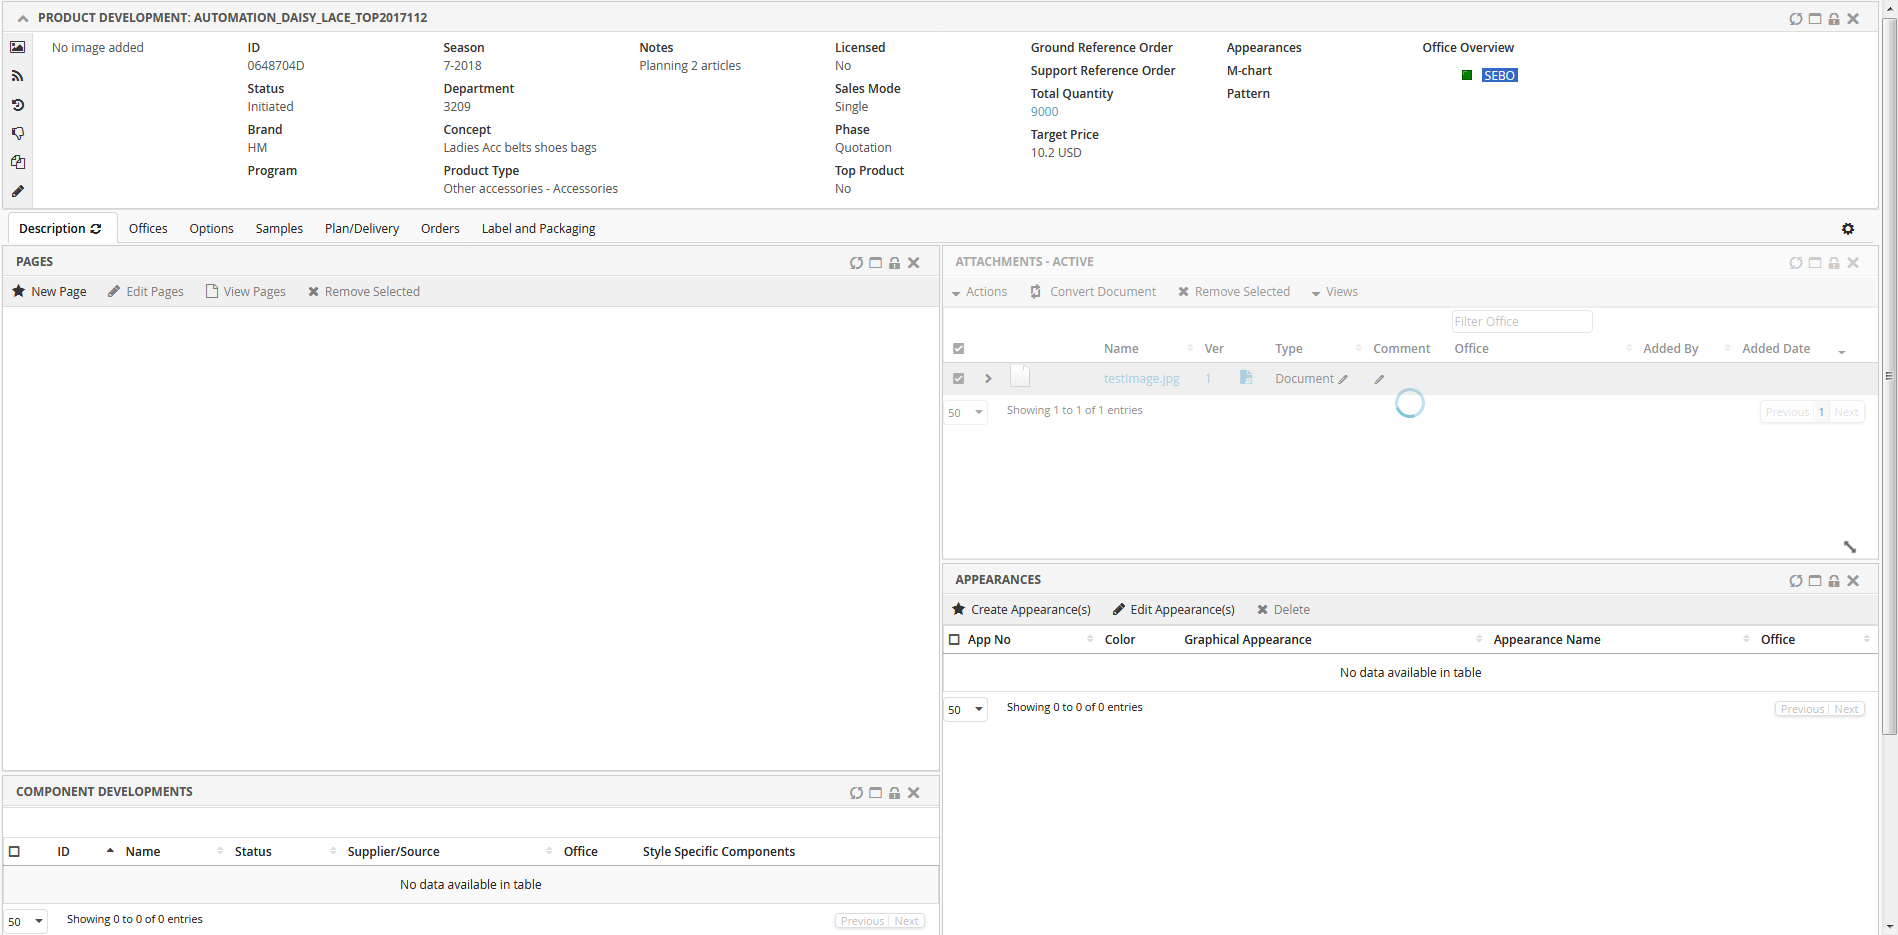 PRODUCT DEVELOPMENT: AUTOMATION_DAISY_LACE_TOP2017112
No image added
ID
0648704D
Status
Initiated
Brand
HM
Program
Season
7-2018
Department
3209
Concept
Ladies Acc belts shoes bags
Product Type
Other accessories - Accessories
Notes
Planning 2 articles
Licensed
No
Sales Mode
Single
Phase
Quotation
Top Product
No
Ground Reference Order
Support Reference Order
Total Quantity
9000
Target Price
10.2 USD
Appearances
M-chart
Pattern
Office Overview
SEBO
Description Offices Options Samples Plan/Delivery Orders Label and Packaging
PAGES
New Page Edit Pages View Pages Remove Selected
ATTACHMENTS - ACTIVE
Actions Convert Document Remove Selected Views
Filter Office
Name Ver Type Comment Office Added By Added Date
testImage.jpg 1 Document
50 Showing 1 to 1 of 1 entries Previous 1 Next
APPEARANCES
Create Appearance(s) Edit Appearance(s) Delete
App No Color Graphical Appearance Appearance Name Office
No data available in table
50 Showing 0 to 0 of 0 entries Previous Next
COMPONENT DEVELOPMENTS
ID Name Status Supplier/Source Office Style Specific Components
No data available in table
50 Showing 0 to 0 of 0 entries Previous Next